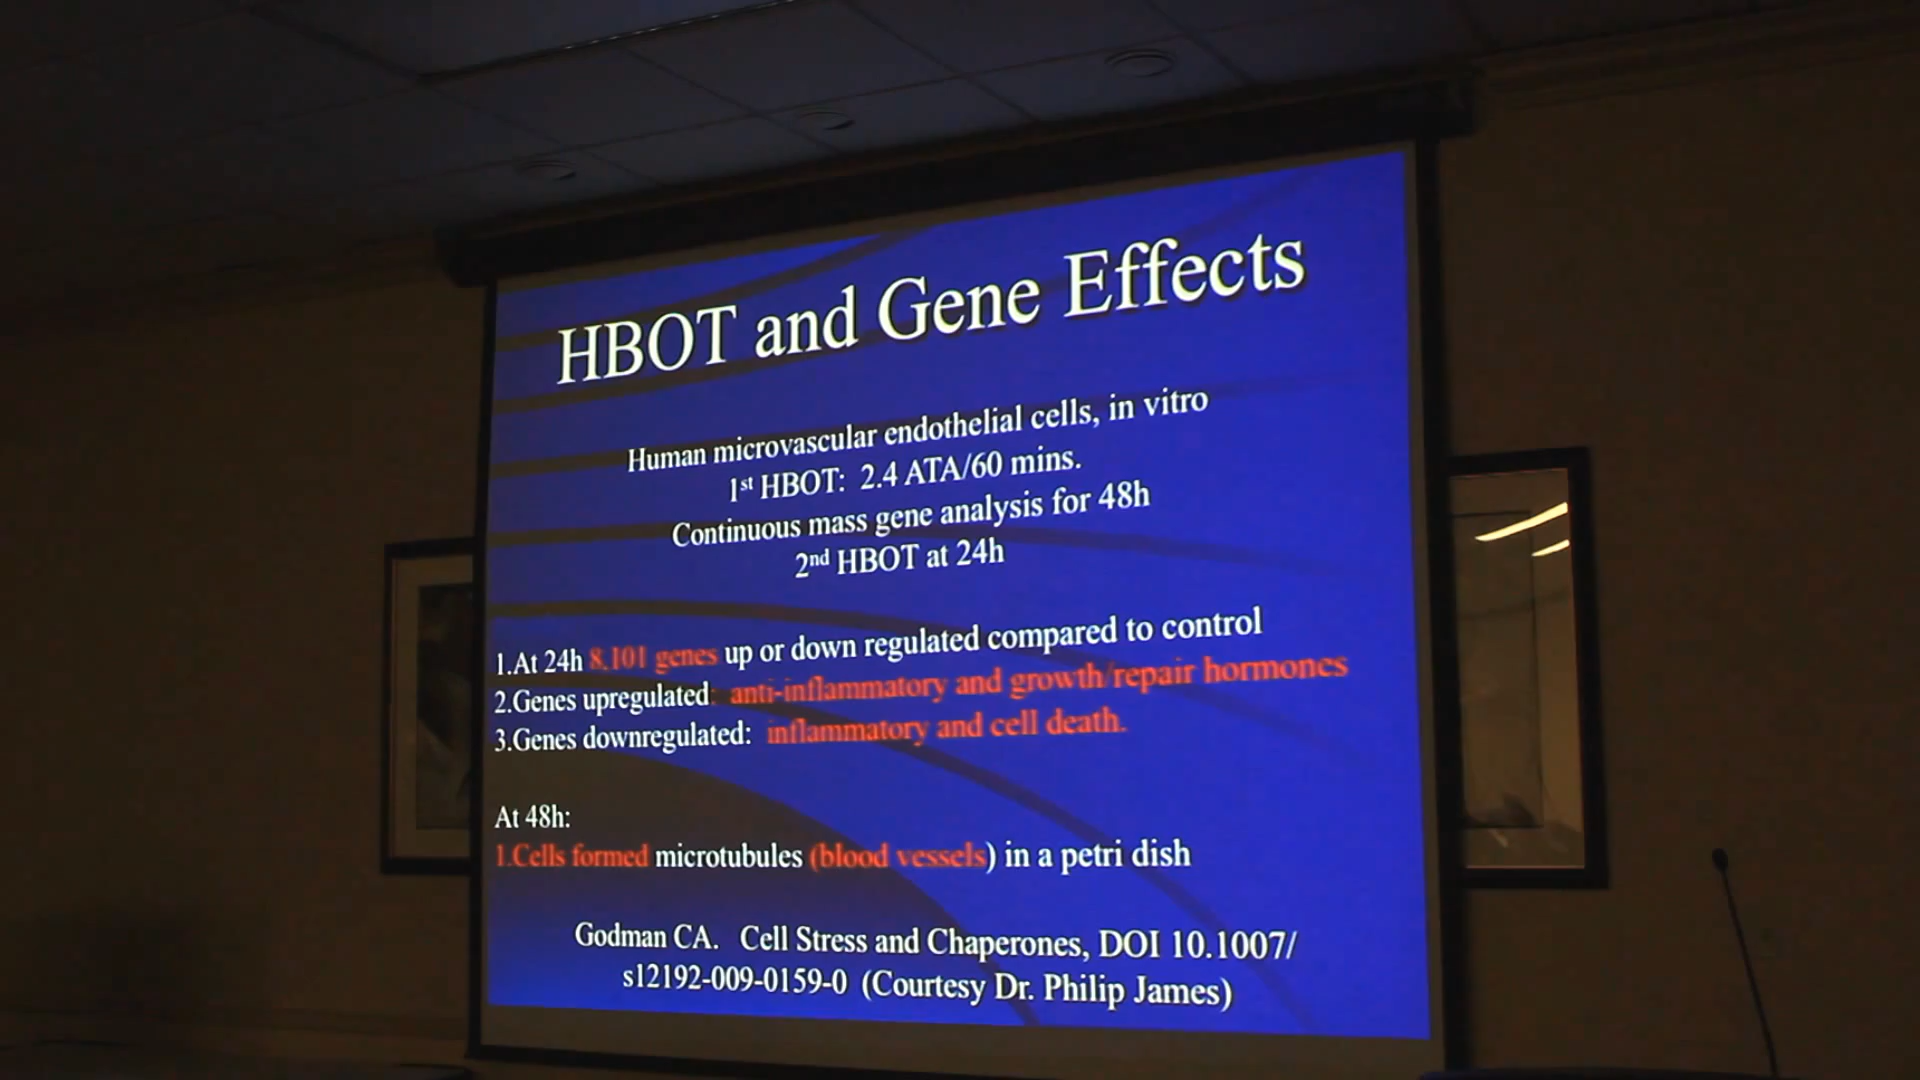 HBOT and Gene Effects
Human microvascular endothelial cells, in vitro
1st HBOT: 2.4 ATA/60 mins.
Continuous mass gene analysis for 48h
2nd HBOT at 24h
1.At 24h 8,101 genes up or down regulated compared to control
2.Genes upregulated: anti-inflammatory and growth/repair hormones
3.Genes downregulated: inflammatory and cell death.
At 48h:
1.Cells formed microtubules (blood vessels) in a petri dish
Godman CA. Cell Stress and Chaperones, DOI 10.1007/
s12192-009-0159-0 (Courtesy Dr. Philip James)